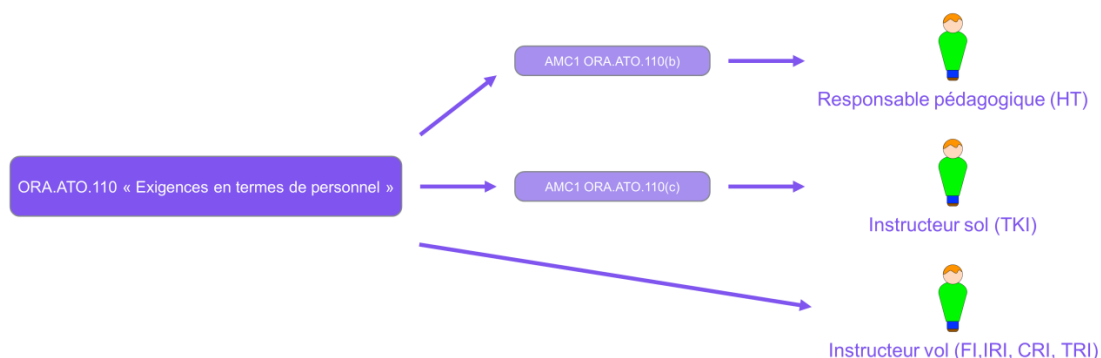 AMC1 ORA.ATO.110(b)
Responsable pédagogique (HT)
ORA.ATO.110 « Exigences en termes de personnel »
AMC1 ORA.ATO.110(c)
Instructeur sol (TKI)
Instructeur vol (FI,IRI, CRI, TRI)